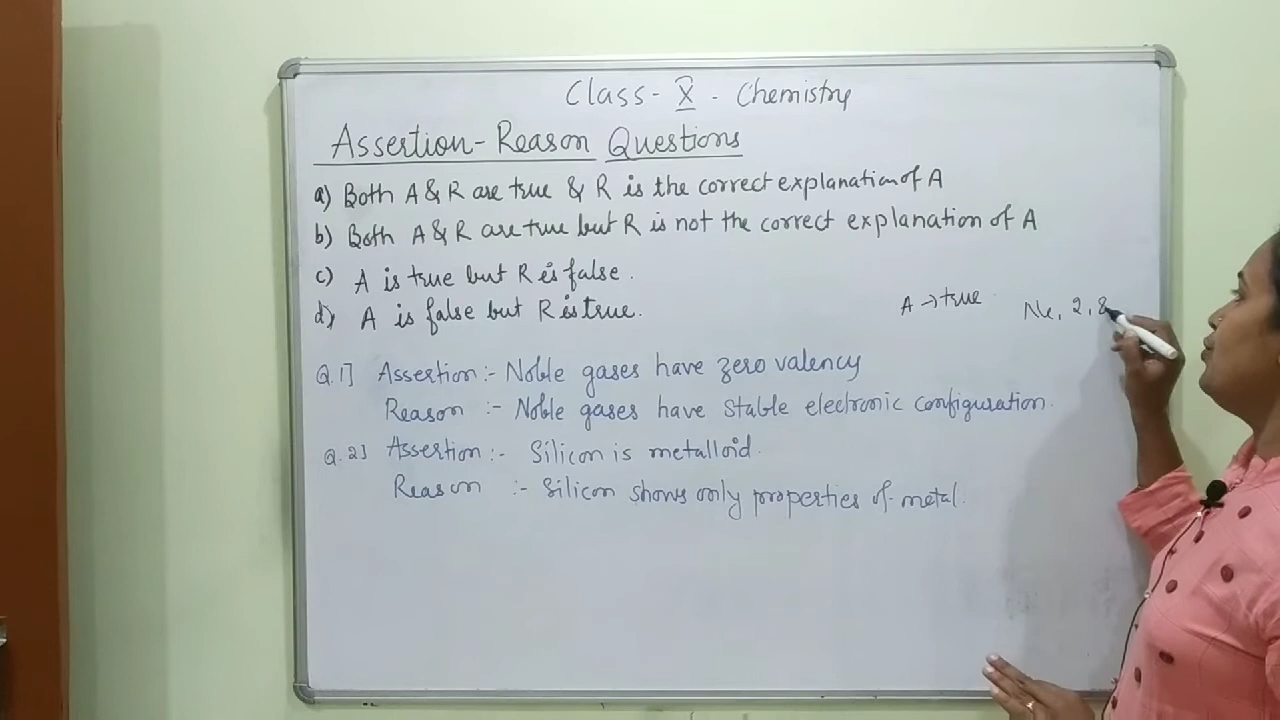 Class - X - Chemistry
Assertion-Reason Questions
a) Both A & R are true & R is the correct explanation of A
b) Both A & R are true but R is not the correct explanation of A
c) A is true but R is false.
d) A is false but R is true.
A → true
Ne, 2, 8
Q.1] Assertion :- Noble gases have zero valency
Reason :- Noble gases have stable electronic configuration.
Q.2] Assertion :- Silicon is metalloid.
Reason :- Silicon shows only properties of metal.